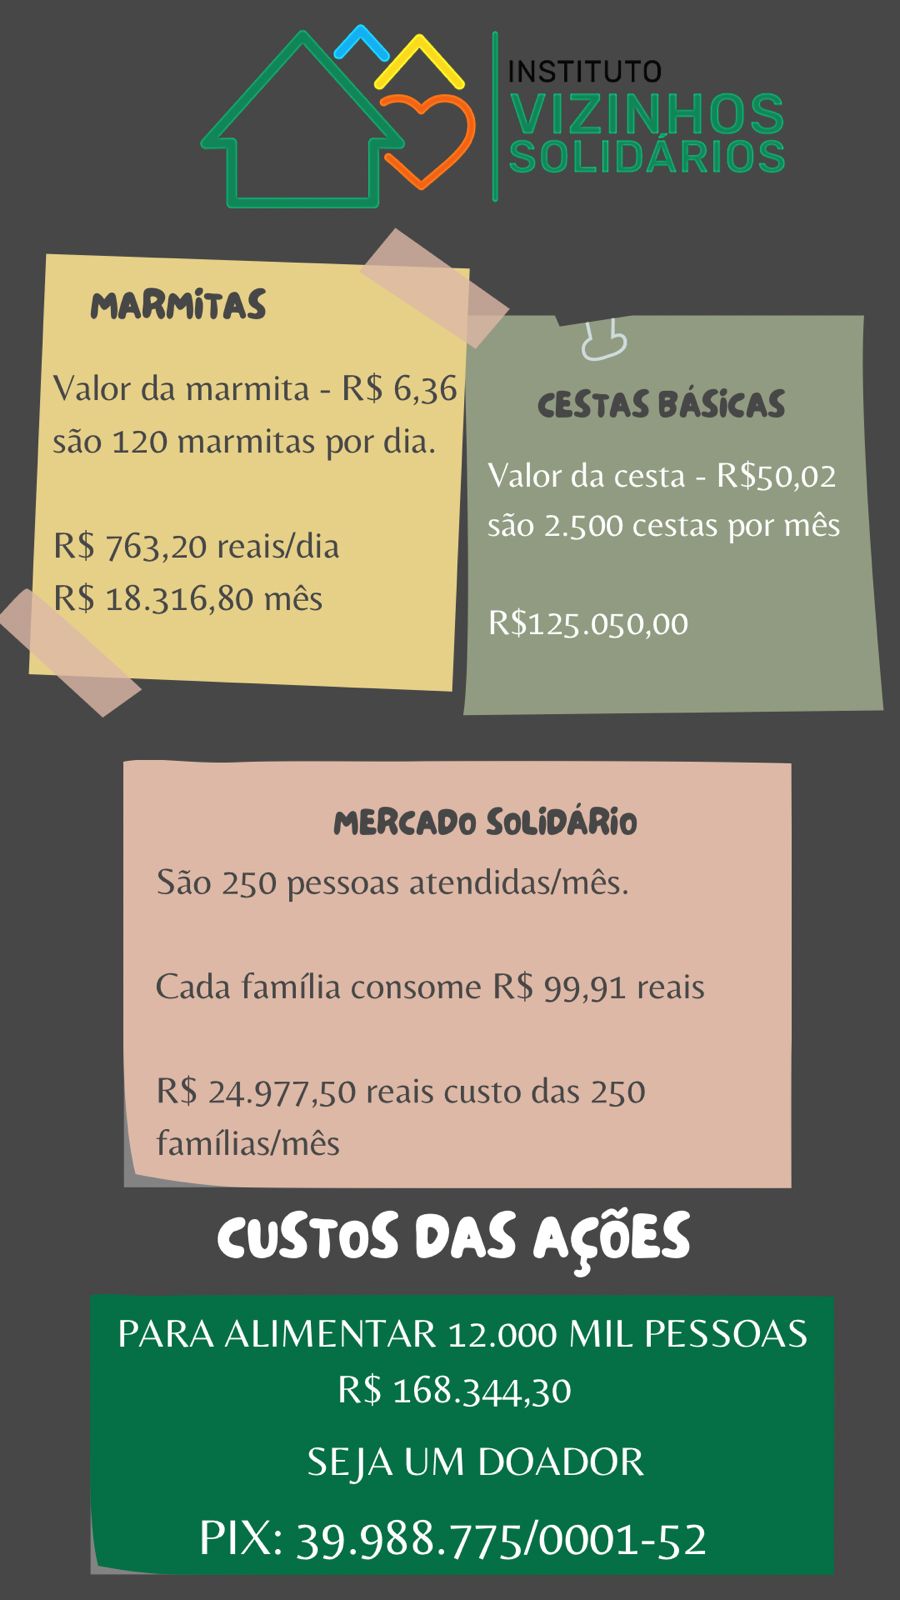 INSTITUTO
VIZINHOS
SOLIDÁRIOS
MARMITAS
Valor da marmita - R$ 6,36
são 120 marmitas por dia.
R$ 763,20 reais/dia
R$ 18.316,80 mês
CESTAS BÁSICAS
Valor da cesta - R$50,02
são 2.500 cestas por mês
R$125.050,00
MERCADO SOLIDÁRIO
São 250 pessoas atendidas/mês.
Cada família consome R$ 99,91 reais
R$ 24.977,50 reais custo das 250
famílias/mês
CUSTOS DAS AÇÕES
PARA ALIMENTAR 12.000 MIL PESSOAS
R$ 168.344,30
SEJA UM DOADOR
PIX: 39.988.775/0001-52